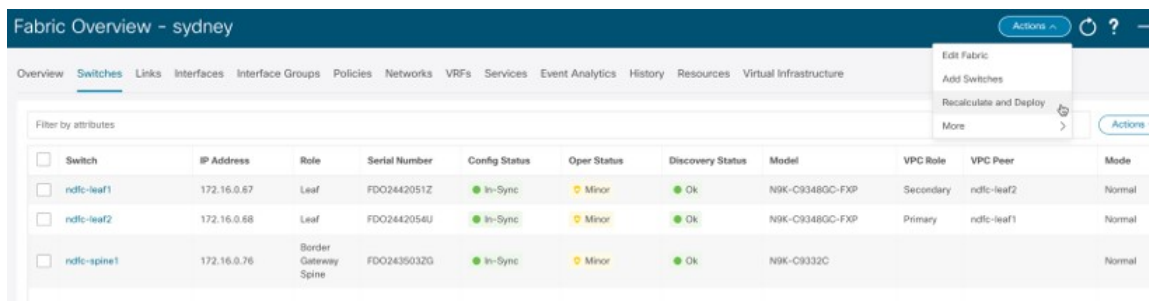 Fabric Overview - sydney
Actions
?
Edit Fabric
Add Switches
Recalculate and Deploy
More
Overview Switches Links Interfaces Interface Groups Policies Networks VRFs Services Event Analytics History Resources Virtual Infrastructure
Filter by attributes
Actions
Switch IP Address Role Serial Number Config Status Oper Status Discovery Status Model VPC Role VPC Peer Mode
ndfc-leaf1 172.16.0.67 Leaf FDO2442051Z In-Sync Minor Ok N9K-C9348GC-FXP Secondary ndfc-leaf2 Normal
ndfc-leaf2 172.16.0.68 Leaf FDO2442054U In-Sync Minor Ok N9K-C9348GC-FXP Primary ndfc-leaf1 Normal
ndfc-spine1 172.16.0.76 Border Gateway Spine FDO243503ZG In-Sync Minor Ok N9K-C9332C Normal